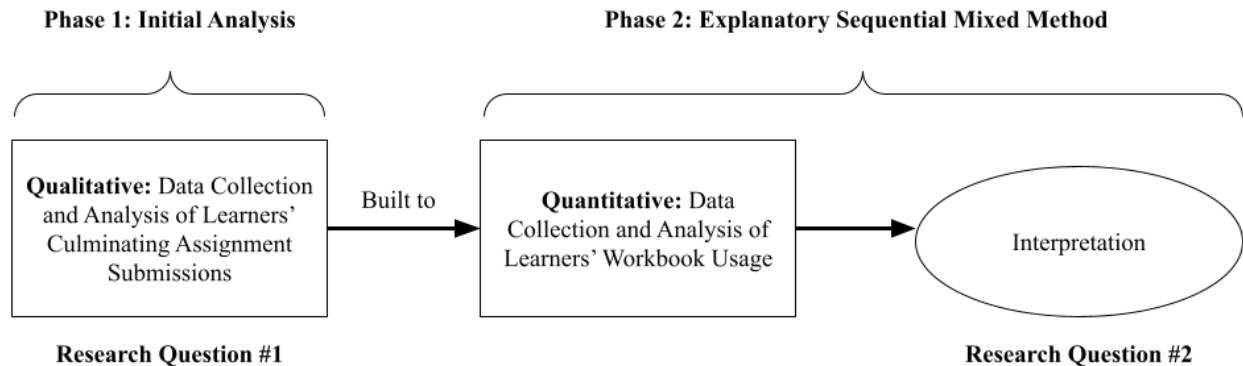 Phase 1: Initial Analysis
Phase 2: Explanatory Sequential Mixed Method
Qualitative: Data Collection
and Analysis of Learners’
Culminating Assignment
Submissions
Built to
Quantitative: Data
Collection and Analysis of
Learners’ Workbook Usage
Interpretation
Research Question #1
Research Question #2